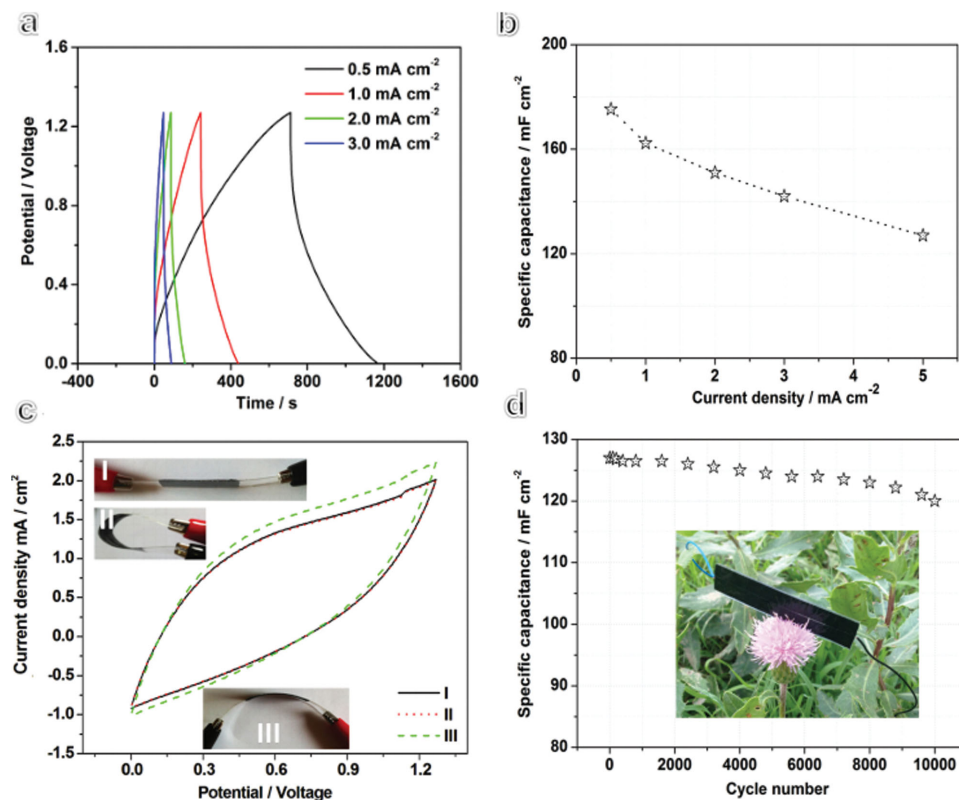 a
1.6
1.2
0.8
0.4
0.0
-400 0 400 800 1200 1600
Potential / Voltage
Time / s
0.5 mA cm-2
1.0 mA cm-2
2.0 mA cm-2
3.0 mA cm-2
b
200
160
120
80
0 1 2 3 4 5
Specific capacitance / mF cm-2
Current density / mA cm-2
c
2.5
2.0
1.5
1.0
0.5
0.0
-0.5
-1.0
-1.5
0.0 0.3 0.6 0.9 1.2
Current density mA / cm2
Potential / Voltage
I
II
III
I
II
III
d
130
120
110
100
90
80
0 2000 4000 6000 8000 10000
Specific capacitance / mF cm-2
Cycle number